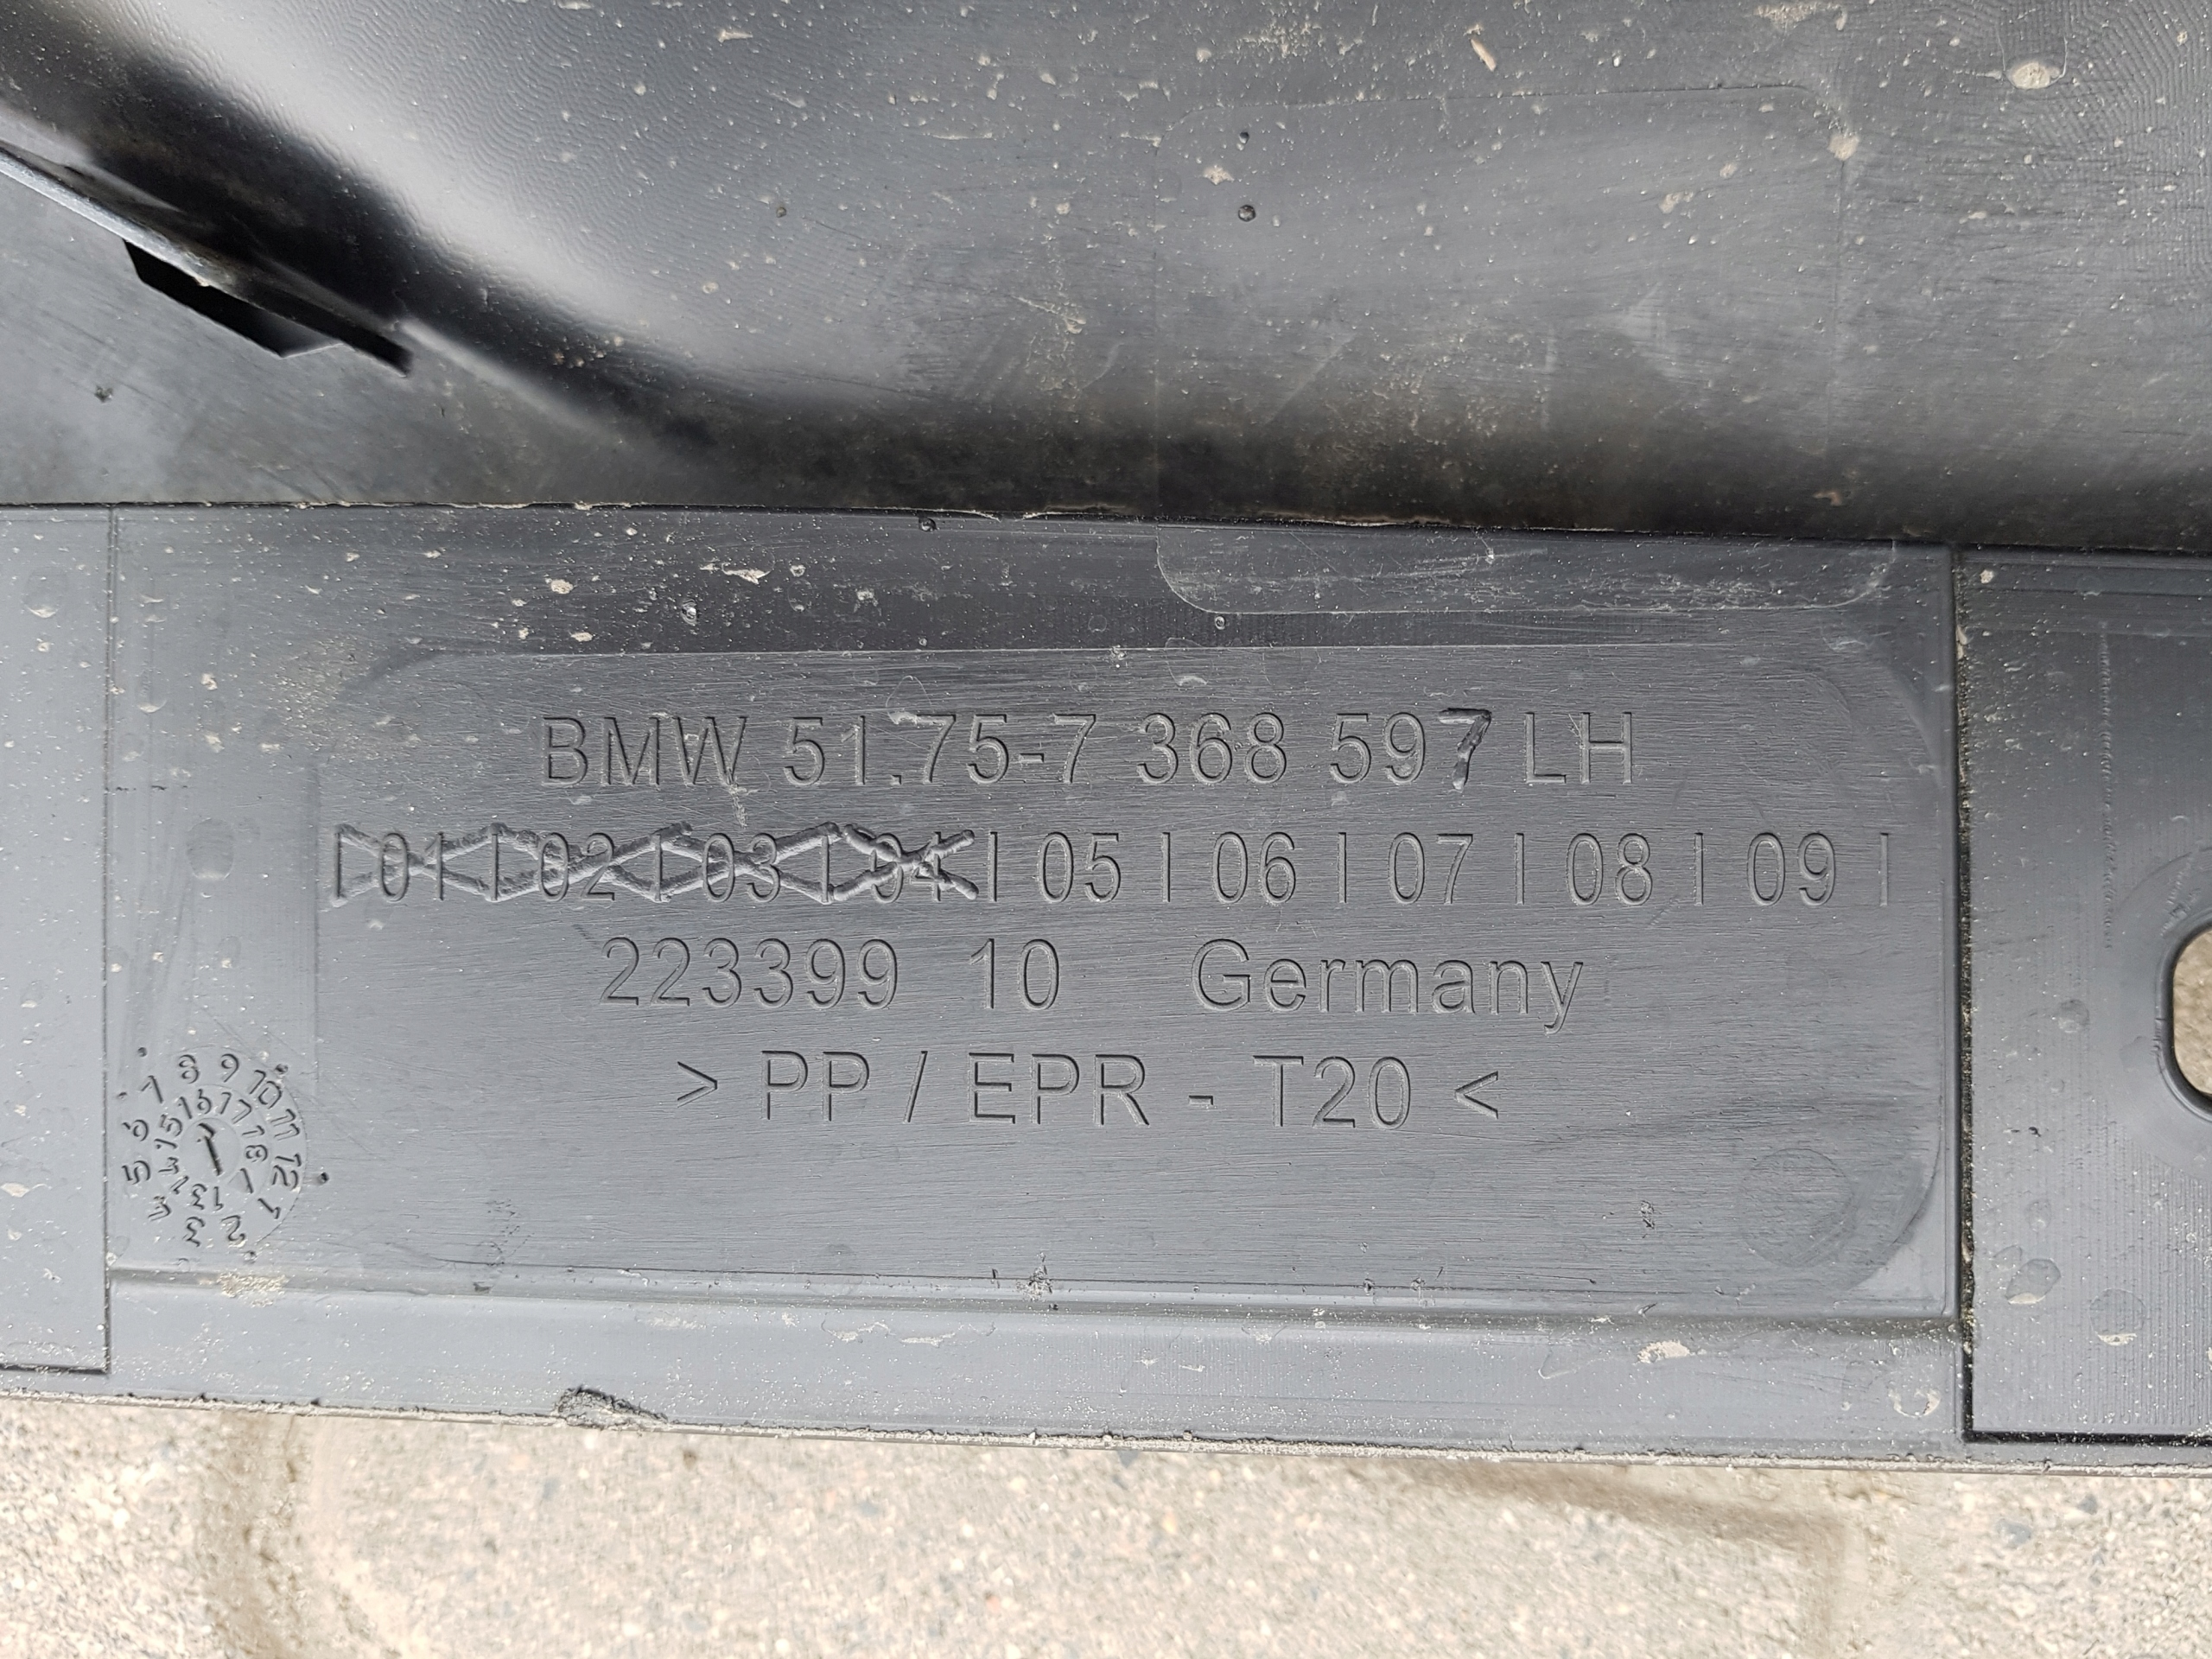 BMW 51.75-7 368 597 LH
| 01 | 02 | 03 | 04 | 05 | 06 | 07 | 08 | 09 |
223399 10 Germany
> PP / EPR - T20 <